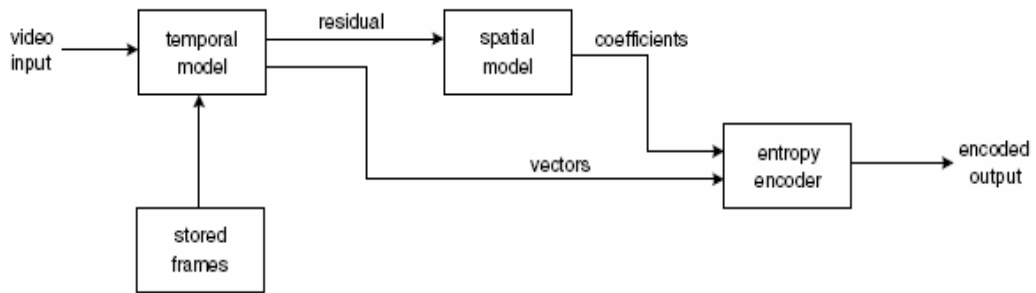 video
input
temporal
model
residual
spatial
model
coefficients
vectors
entropy
encoder
encoded
output
stored
frames